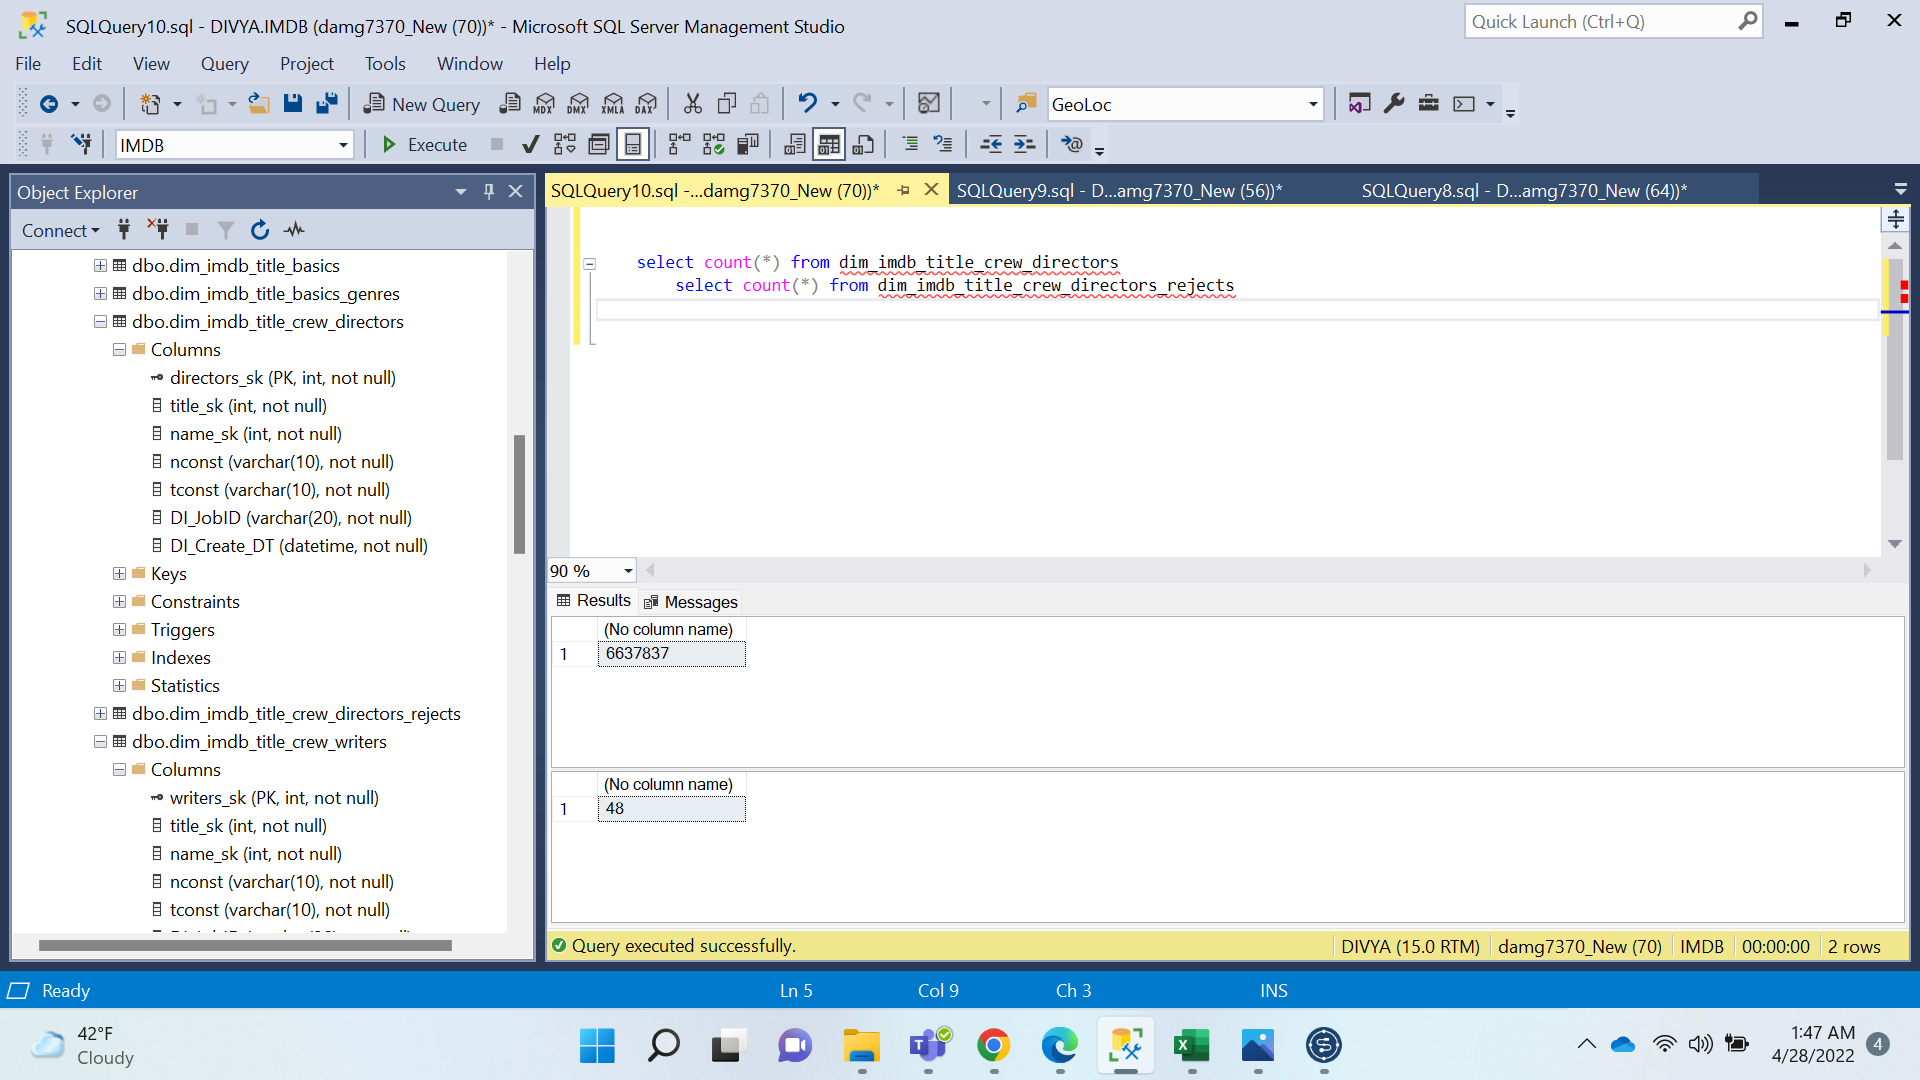 SQLQuery10.sql - DIVYA.IMDB (damg7370_New (70))* - Microsoft SQL Server Management Studio
Quick Launch (Ctrl+Q)
File Edit View Query Project Tools Window Help
New Query MDX DMX XMLA DAX GeoLoc
IMDB Execute
Object Explorer
Connect
dbo.dim_imdb_title_basics
dbo.dim_imdb_title_basics_genres
dbo.dim_imdb_title_crew_directors
Columns
directors_sk (PK, int, not null)
title_sk (int, not null)
name_sk (int, not null)
nconst (varchar(10), not null)
tconst (varchar(10), not null)
DI_JobID (varchar(20), not null)
DI_Create_DT (datetime, not null)
Keys
Constraints
Triggers
Indexes
Statistics
dbo.dim_imdb_title_crew_directors_rejects
dbo.dim_imdb_title_crew_writers
Columns
writers_sk (PK, int, not null)
title_sk (int, not null)
name_sk (int, not null)
nconst (varchar(10), not null)
tconst (varchar(10), not null)
SQLQuery10.sql -...damg7370_New (70))* SQLQuery9.sql - D...amg7370_New (56))* SQLQuery8.sql - D...amg7370_New (64))*
select count(*) from dim_imdb_title_crew_directors
select count(*) from dim_imdb_title_crew_directors_rejects
90 %
Results Messages
(No column name)
1 6637837
(No column name)
1 48
Query executed successfully. DIVYA (15.0 RTM) damg7370_New (70) IMDB 00:00:00 2 rows
Ready Ln 5 Col 9 Ch 3 INS
42°F
Cloudy
1:47 AM
4/28/2022
4